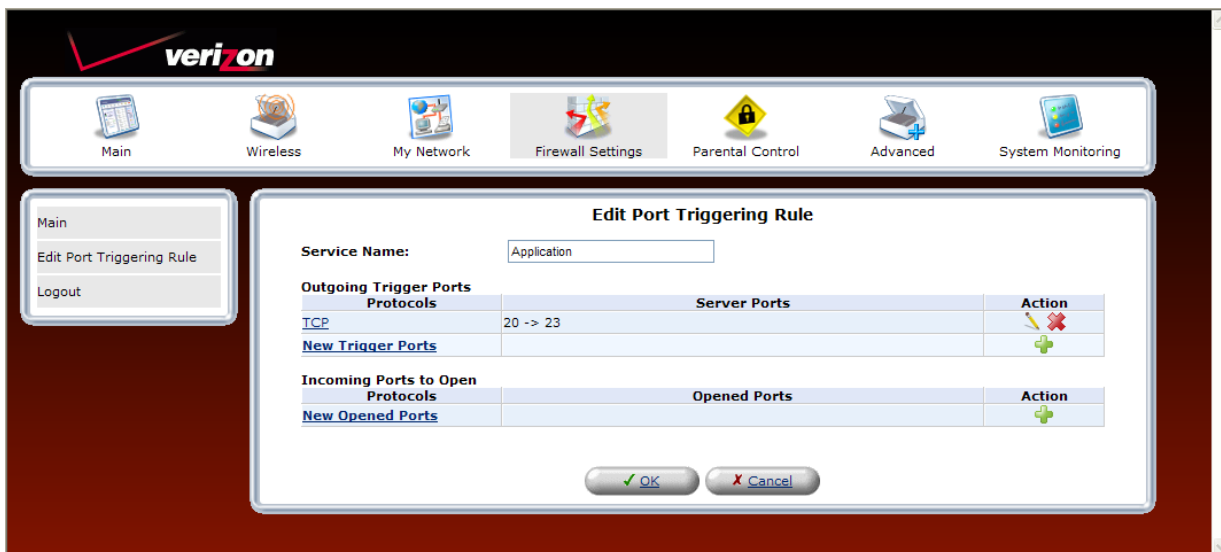 verizon
Main Wireless My Network Firewall Settings Parental Control Advanced System Monitoring
Main
Edit Port Triggering Rule
Logout
Edit Port Triggering Rule
Service Name: Application
Outgoing Trigger Ports
Protocols Server Ports Action
TCP 20 -> 23
New Trigger Ports
Incoming Ports to Open
Protocols Opened Ports Action
New Opened Ports
OK Cancel